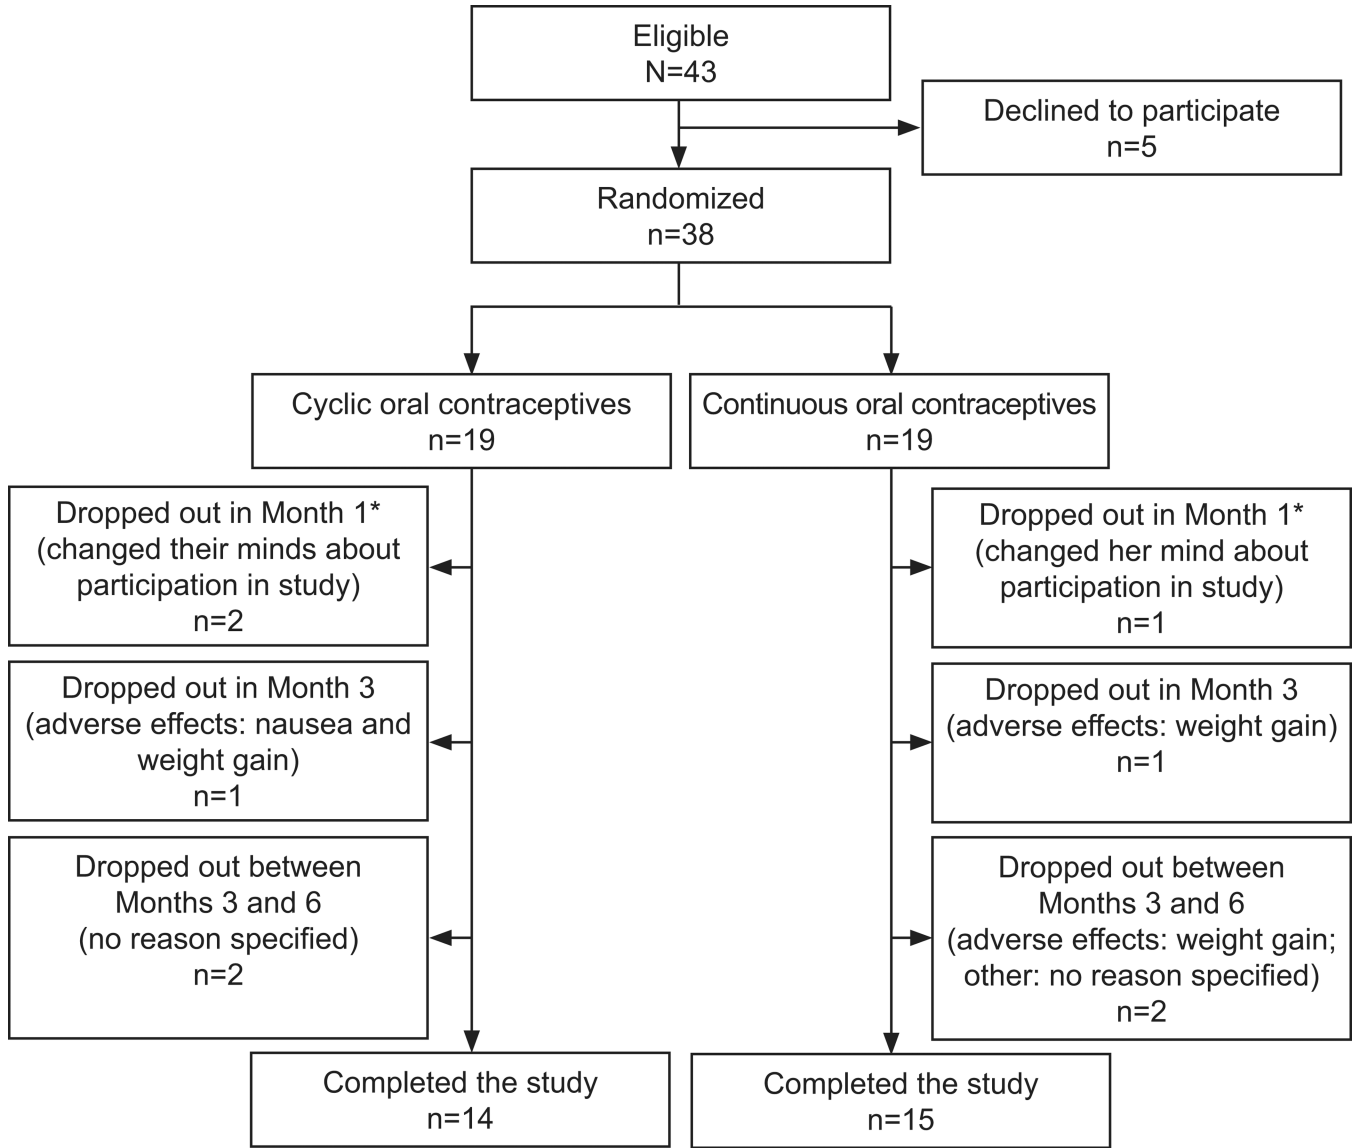 Eligible
N=43
Declined to participate
n=5
Randomized
n=38
Cyclic oral contraceptives
n=19
Continuous oral contraceptives
n=19
Dropped out in Month 1*
(changed their minds about
participation in study)
n=2
Dropped out in Month 1*
(changed her mind about
participation in study)
n=1
Dropped out in Month 3
(adverse effects: nausea and
weight gain)
n=1
Dropped out in Month 3
(adverse effects: weight gain)
n=1
Dropped out between
Months 3 and 6
(no reason specified)
n=2
Dropped out between
Months 3 and 6
(adverse effects: weight gain;
other: no reason specified)
n=2
Completed the study
n=14
Completed the study
n=15